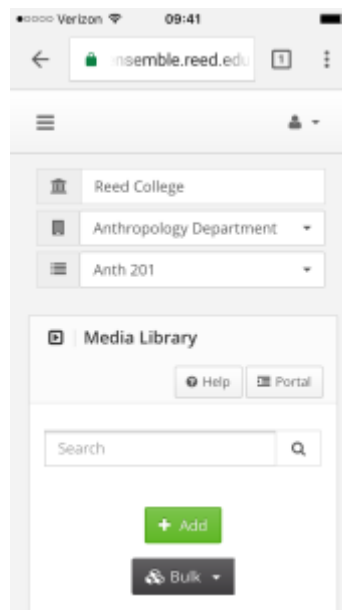 Verizon 09:41
nsemble.reed.edu 1
Reed College
Anthropology Department
Anth 201
Media Library
Help Portal
Search
+ Add
Bulk